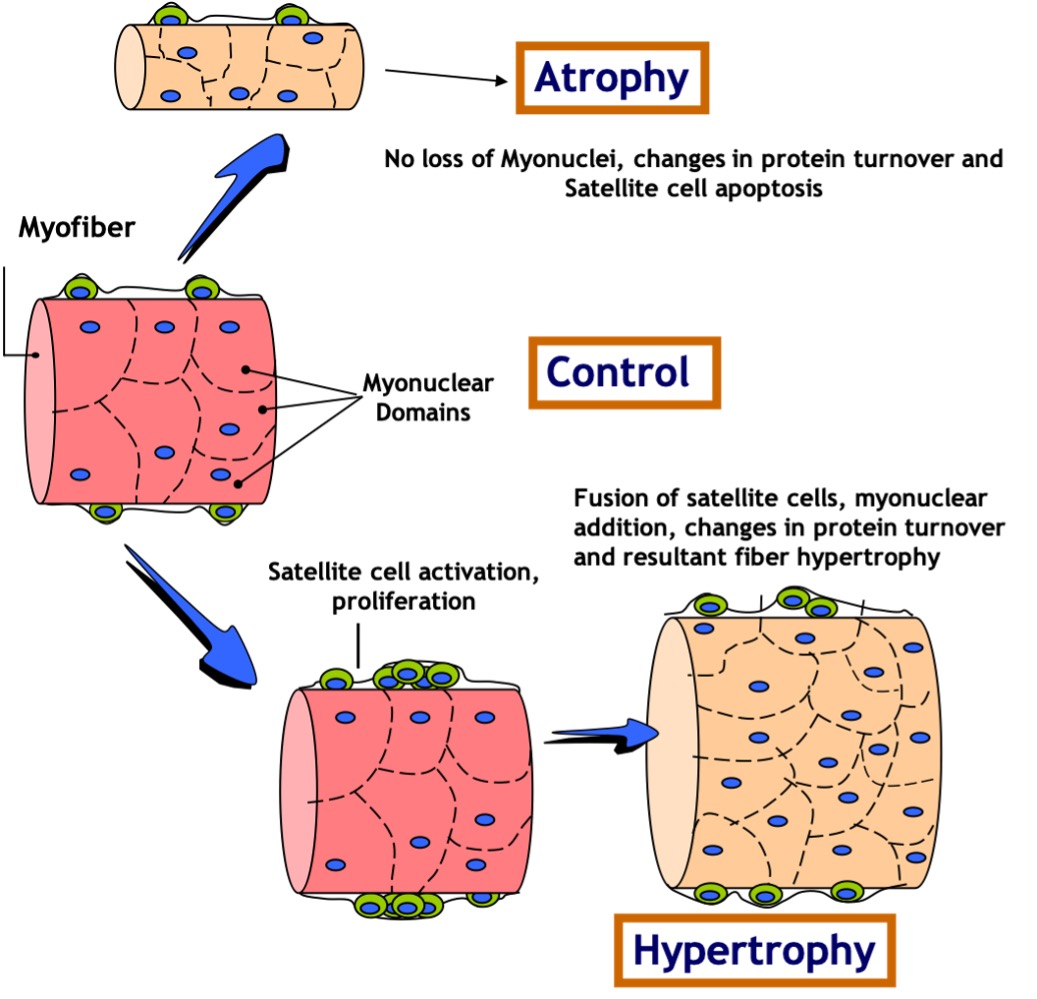 Atrophy
No loss of Myonuclei, changes in protein turnover and
Satellite cell apoptosis
Myofiber
Myonuclear
Domains
Control
Fusion of satellite cells, myonuclear
addition, changes in protein turnover
and resultant fiber hypertrophy
Satellite cell activation,
proliferation
Hypertrophy